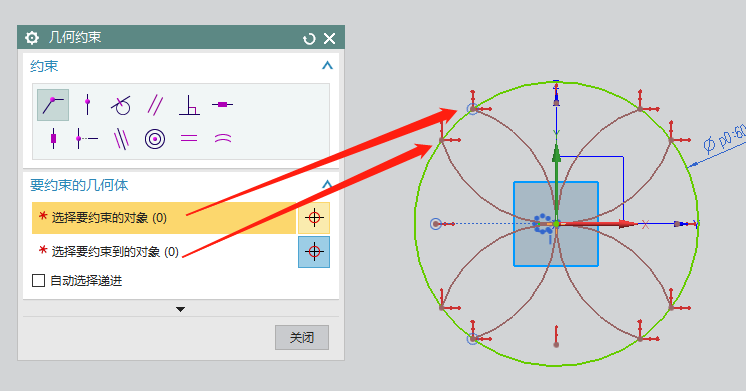 几何约束
约束
要约束的几何体
* 选择要约束的对象 (0)
* 选择要约束到的对象 (0)
自动选择递进
关闭
X